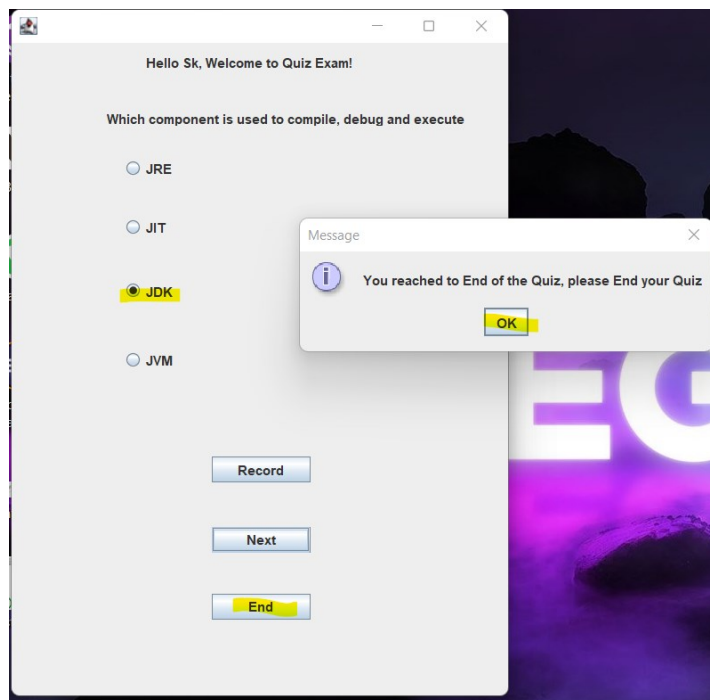 Hello Sk, Welcome to Quiz Exam!
Which component is used to compile, debug and execute
JRE
JIT
JDK
JVM
Message
You reached to End of the Quiz, please End your Quiz
OK
Record
Next
End